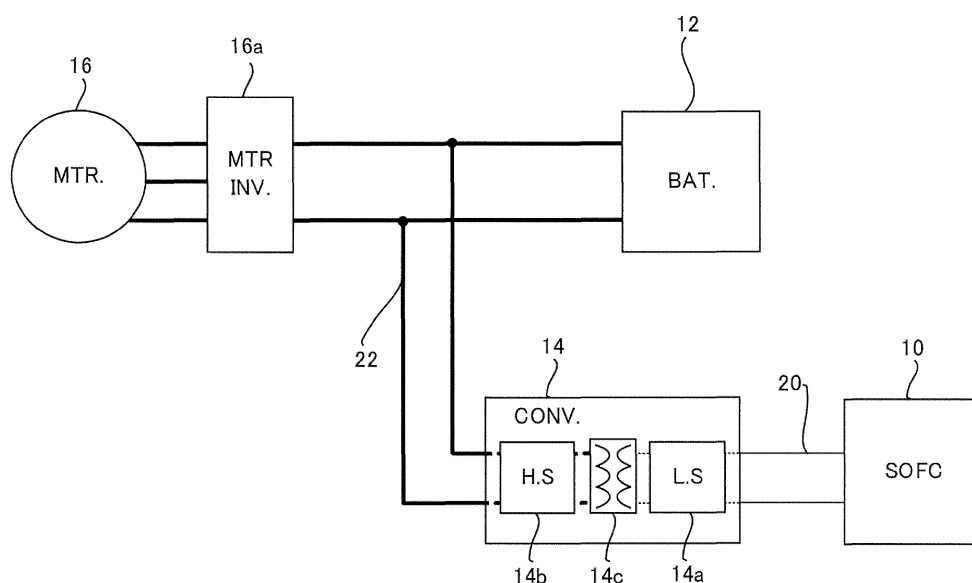 12
16a
16
MTR.
MTR
INV.
BAT.
22
14
10
20
CONV.
H.S
L.S
SOFC
14b
14c
14a